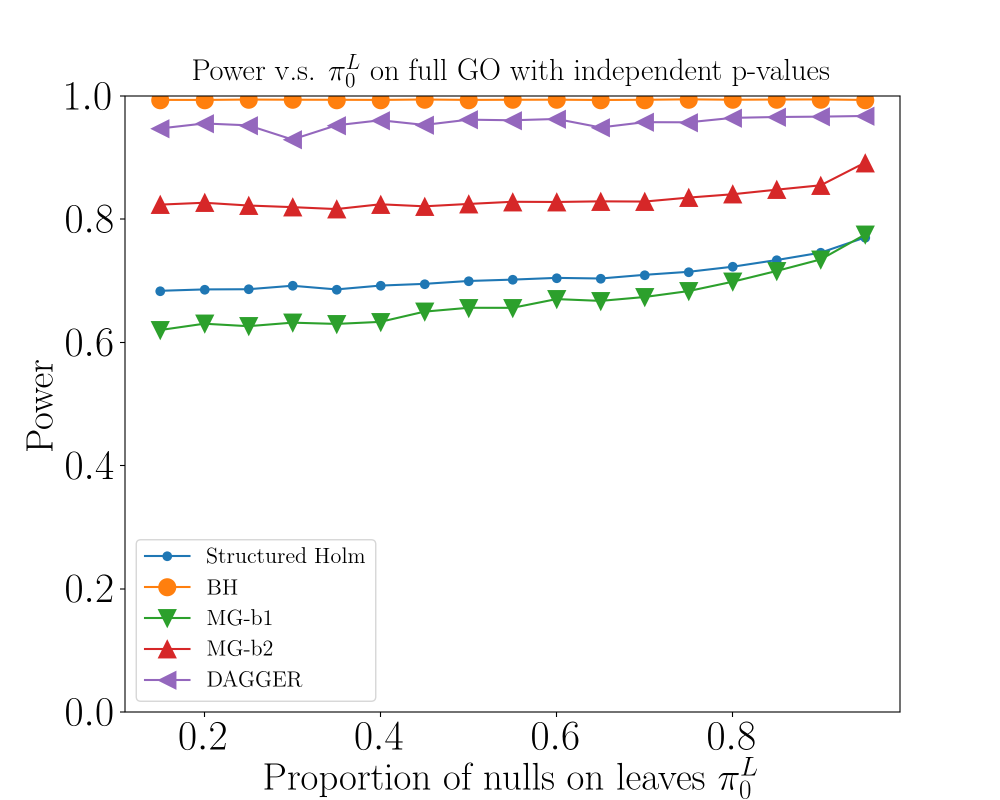 Power v.s. π₀ᴸ on full GO with independent p-values
1.0
0.8
0.6
0.4
0.2
0.0
Power
Structured Holm
BH
MG-b1
MG-b2
DAGGER
0.2 0.4 0.6 0.8
Proportion of nulls on leaves π₀ᴸ